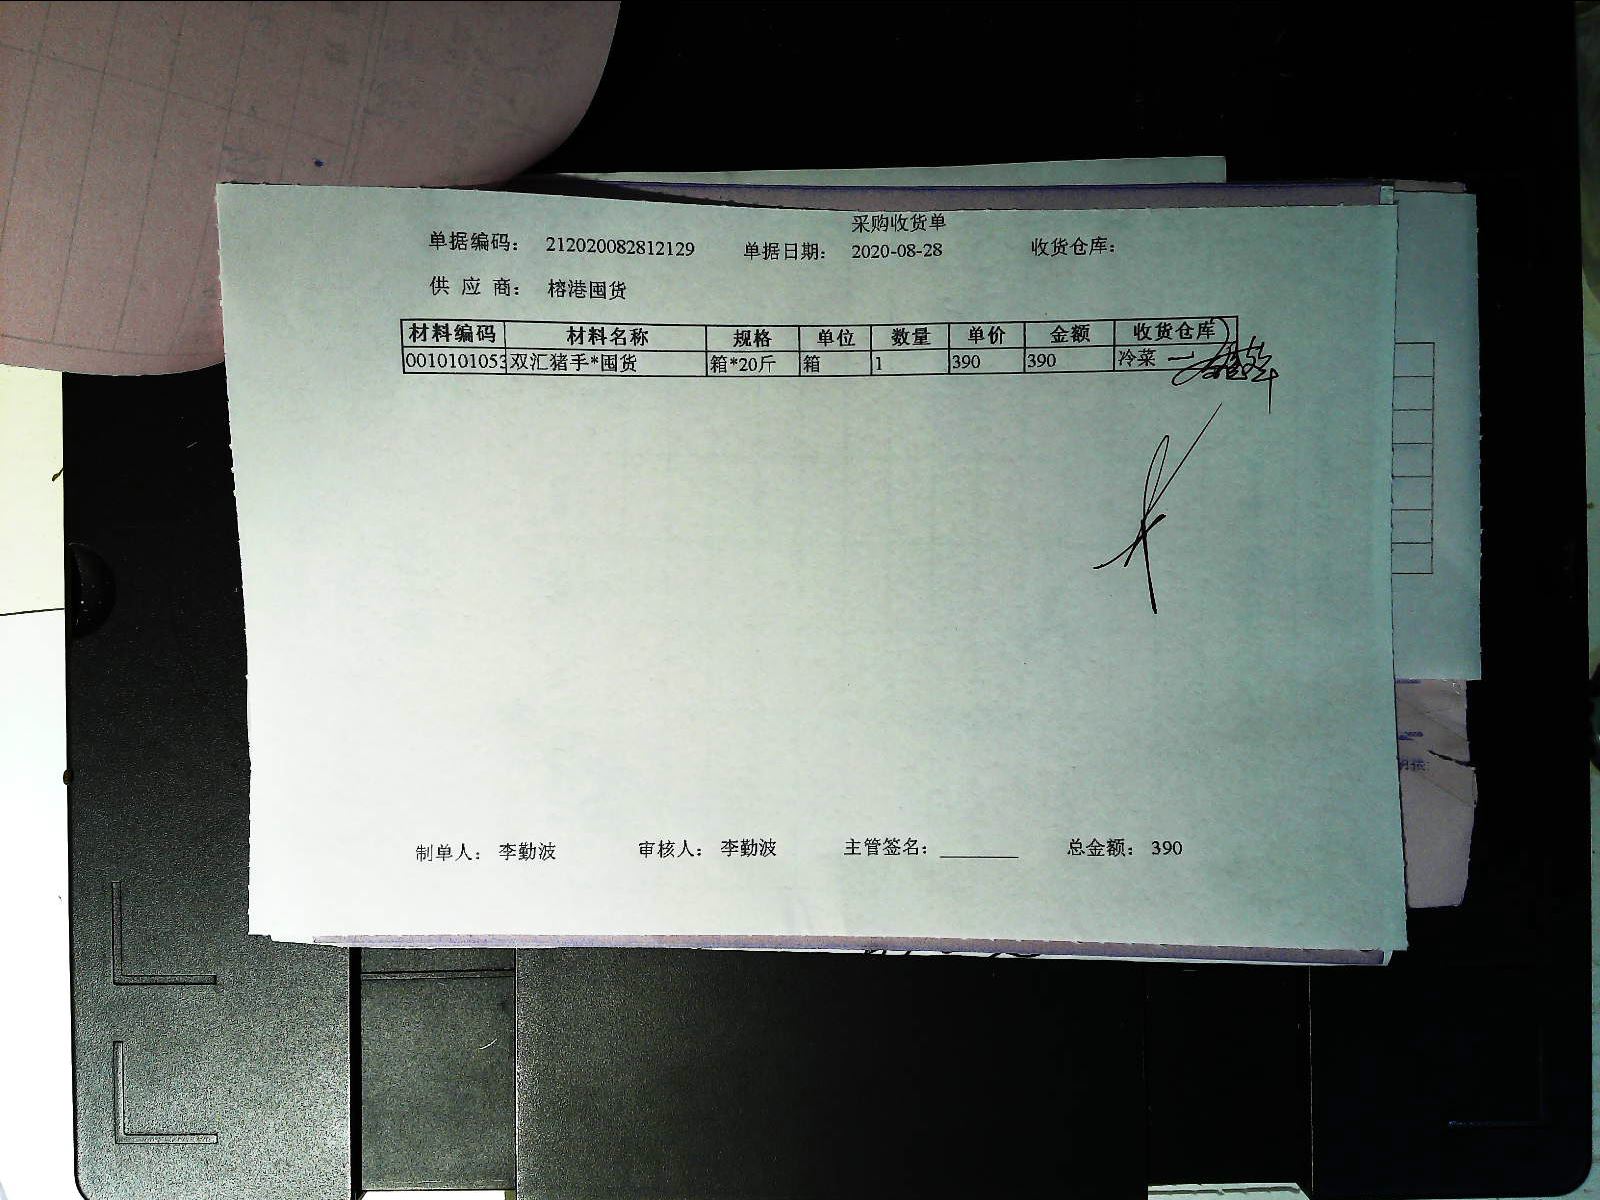 采购收货单
单据编码： 212020082812129 单据日期： 2020-08-28 收货仓库：
供 应 商： 榕港囤货
材料编码 材料名称 规格 单位 数量 单价 金额 收货仓库
0010101053 双汇猪手*囤货 箱*20斤 箱 1 390 390 冷菜
制单人： 李勤波 审核人： 李勤波 主管签名： ________ 总金额： 390